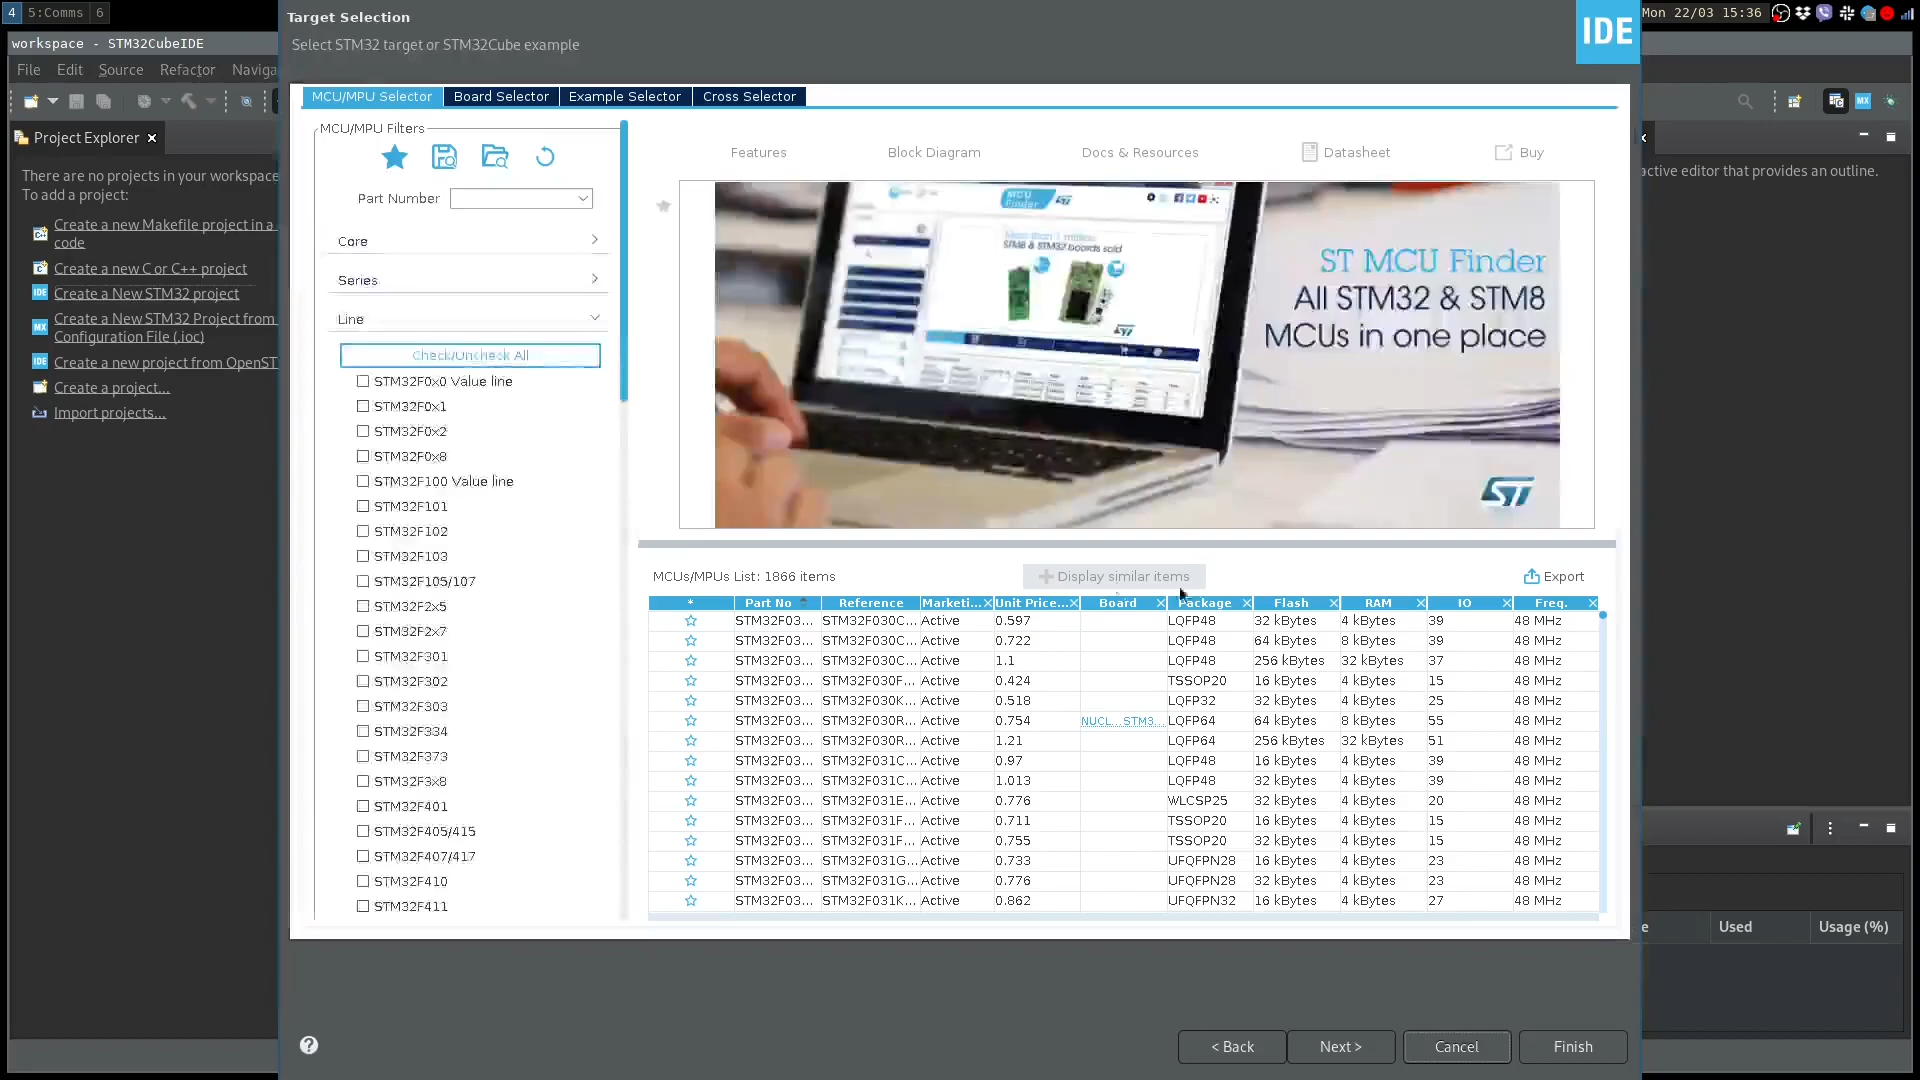 4 5:Comms 6
Mon 22/03 15:36
workspace - STM32CubeIDE
File Edit Source Refactor Naviga
Project Explorer
There are no projects in your workspace
To add a project:
Create a new Makefile project in a
code
Create a new C or C++ project
Create a New STM32 project
Create a New STM32 Project from
Configuration File (.ioc)
Create a new project from OpenST
Create a project...
Import projects...
Target Selection
Select STM32 target or STM32Cube example
IDE
MCU/MPU Selector Board Selector Example Selector Cross Selector
MCU/MPU Filters
Part Number
Core
Series
Line
Check/Uncheck All
STM32F0x0 Value line
STM32F0x1
STM32F0x2
STM32F0x8
STM32F100 Value line
STM32F101
STM32F102
STM32F103
STM32F105/107
STM32F2x5
STM32F2x7
STM32F301
STM32F302
STM32F303
STM32F334
STM32F373
STM32F3x8
STM32F401
STM32F405/415
STM32F407/417
STM32F410
STM32F411
Features Block Diagram Docs & Resources Datasheet Buy
MCU
Finder
STM8 & STM32 boards sold
ST MCU Finder
All STM32 & STM8
MCUs in one place
MCUs/MPUs List: 1866 items
Display similar items
Export
* Part No Reference Marketi... Unit Price... Board Package Flash RAM IO Freq.
STM32F03... STM32F030C... Active 0.597 LQFP48 32 kBytes 4 kBytes 39 48 MHz
STM32F03... STM32F030C... Active 0.722 LQFP48 64 kBytes 8 kBytes 39 48 MHz
STM32F03... STM32F030C... Active 1.1 LQFP48 256 kBytes 32 kBytes 37 48 MHz
STM32F03... STM32F030F... Active 0.424 TSSOP20 16 kBytes 4 kBytes 15 48 MHz
STM32F03... STM32F030K... Active 0.518 LQFP32 32 kBytes 4 kBytes 25 48 MHz
STM32F03... STM32F030R... Active 0.754 NUCL... STM3... LQFP64 64 kBytes 8 kBytes 55 48 MHz
STM32F03... STM32F030R... Active 1.21 LQFP64 256 kBytes 32 kBytes 51 48 MHz
STM32F03... STM32F031C... Active 0.97 LQFP48 16 kBytes 4 kBytes 39 48 MHz
STM32F03... STM32F031C... Active 1.013 LQFP48 32 kBytes 4 kBytes 39 48 MHz
STM32F03... STM32F031E... Active 0.776 WLCSP25 32 kBytes 4 kBytes 20 48 MHz
STM32F03... STM32F031F... Active 0.711 TSSOP20 16 kBytes 4 kBytes 15 48 MHz
STM32F03... STM32F031F... Active 0.755 TSSOP20 32 kBytes 4 kBytes 15 48 MHz
STM32F03... STM32F031G... Active 0.733 UFQFPN28 16 kBytes 4 kBytes 23 48 MHz
STM32F03... STM32F031G... Active 0.776 UFQFPN28 32 kBytes 4 kBytes 23 48 MHz
STM32F03... STM32F031K... Active 0.862 UFQFPN32 16 kBytes 4 kBytes 27 48 MHz
< Back Next > Cancel Finish
MX
active editor that provides an outline.
e Used Usage (%)